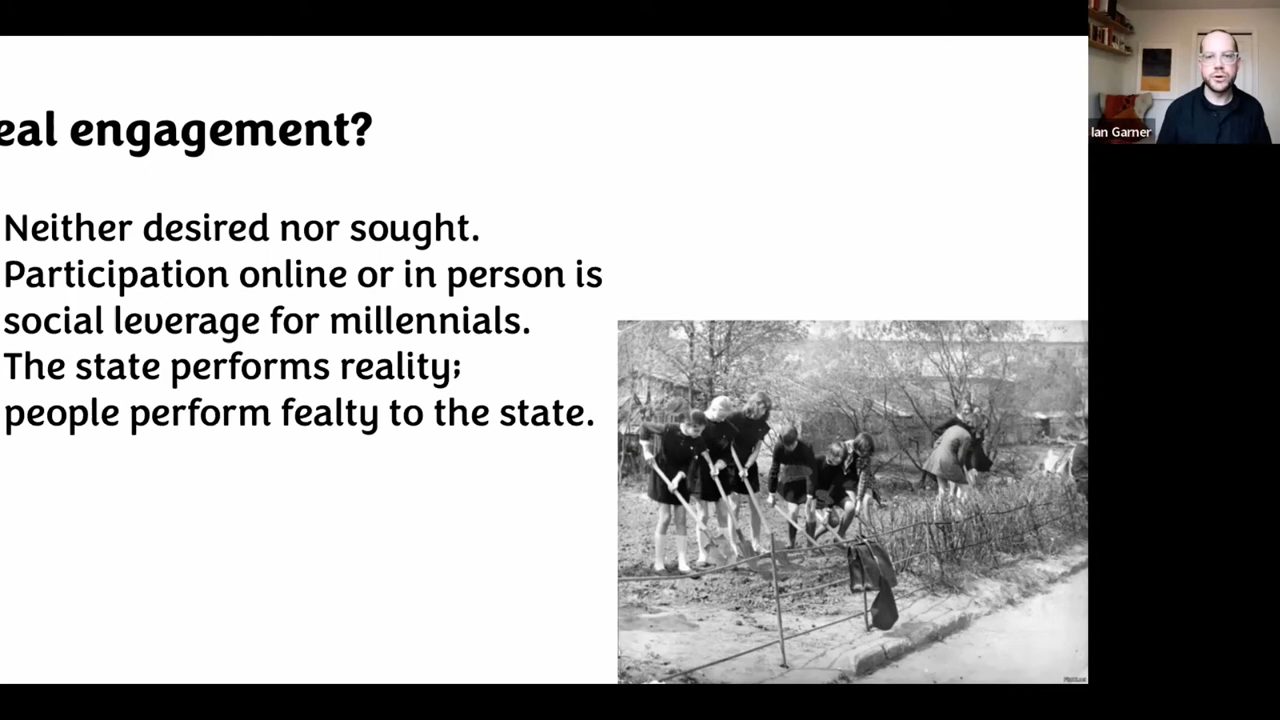 eal engagement?
Neither desired nor sought.
Participation online or in person is
social leverage for millennials.
The state performs reality;
people perform fealty to the state.
Ian Garner